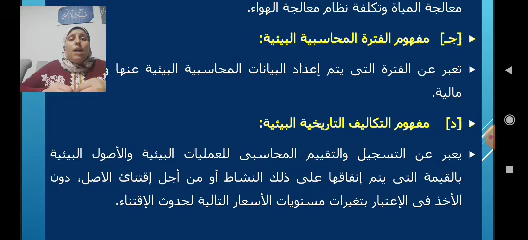 معالجة المياة وتكلفة نظام معالجة الهواء.
[جـ] مفهوم الفترة المحاسبية البيئية:
تعبر عن الفترة التى يتم إعداد البيانات المحاسبية البيئية عنها و
مالية.
[د] مفهوم التكاليف التاريخية البيئية:
يعبر عن التسجيل والتقييم المحاسبى للعمليات البيئية والأصول البيئية
بالقيمة التى يتم إنفاقها على ذلك النشاط أو من أجل إقتنائ الأصل، دون
الأخذ فى الإعتبار بتغيرات مستويات الأسعار التالية لحدوث الإقتناء.